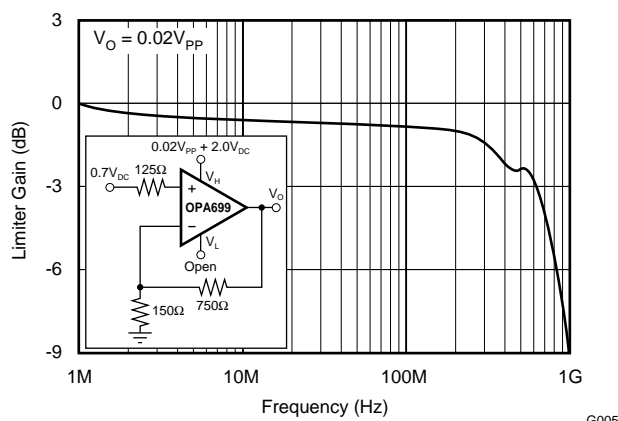 3
V_O = 0.02V_PP
0
-3
-6
-9
Limiter Gain (dB)
0.02V_PP + 2.0V_DC
0.7V_DC
125Ω
V_H
V_O
+
OPA699
−
V_L
Open
750Ω
150Ω
1M
10M
100M
1G
Frequency (Hz)
G005